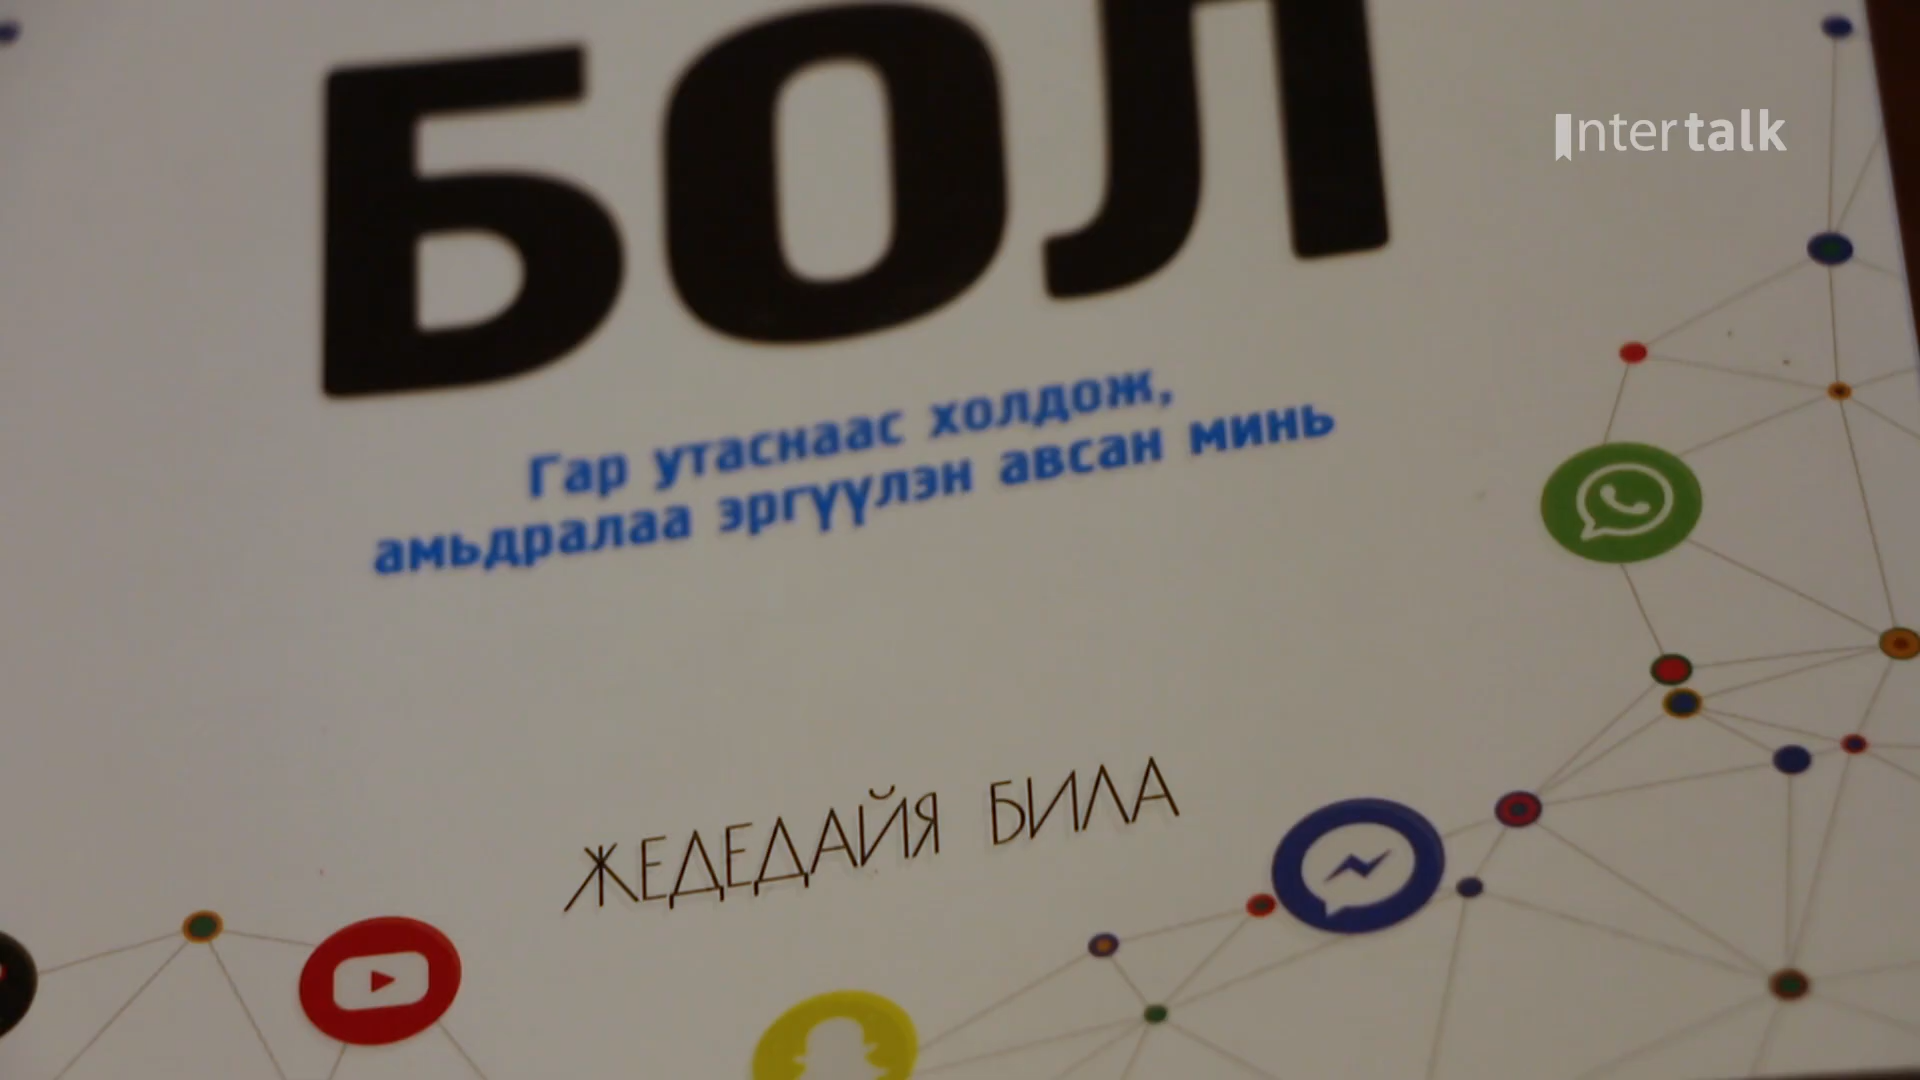 БОЛ
Intertalk
Гар утаснаас холдож,
амьдралаа эргүүлэн авсан минь
ЖЕДЕДАЙЯ БИЛА